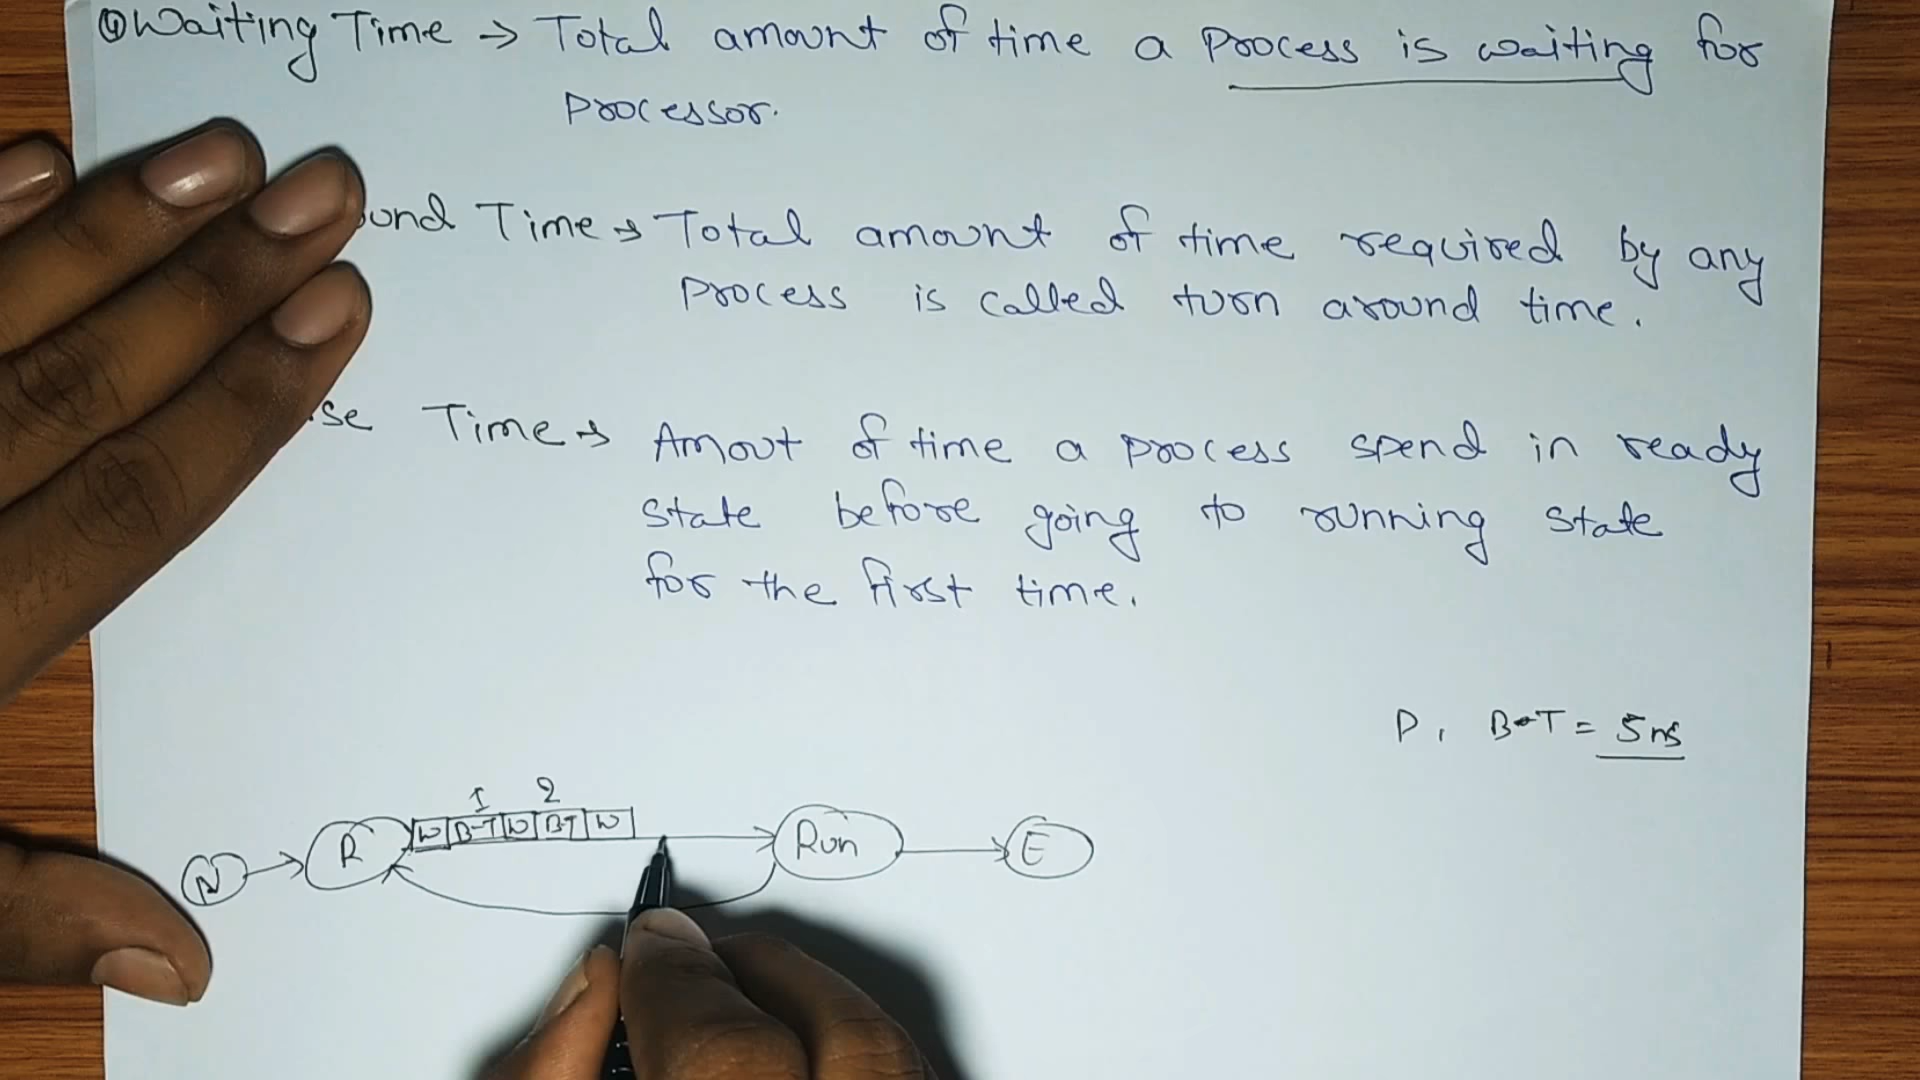 ④ Waiting Time → Total amount of time a process is waiting for
processor.
ound Time → Total amount of time required by any
process is called turn around time.
se Time → Amout of time a process spend in ready
state before going to running state
for the first time.
P1 B-T = 5ns
1 2
N R W B-T W B-T W Run E